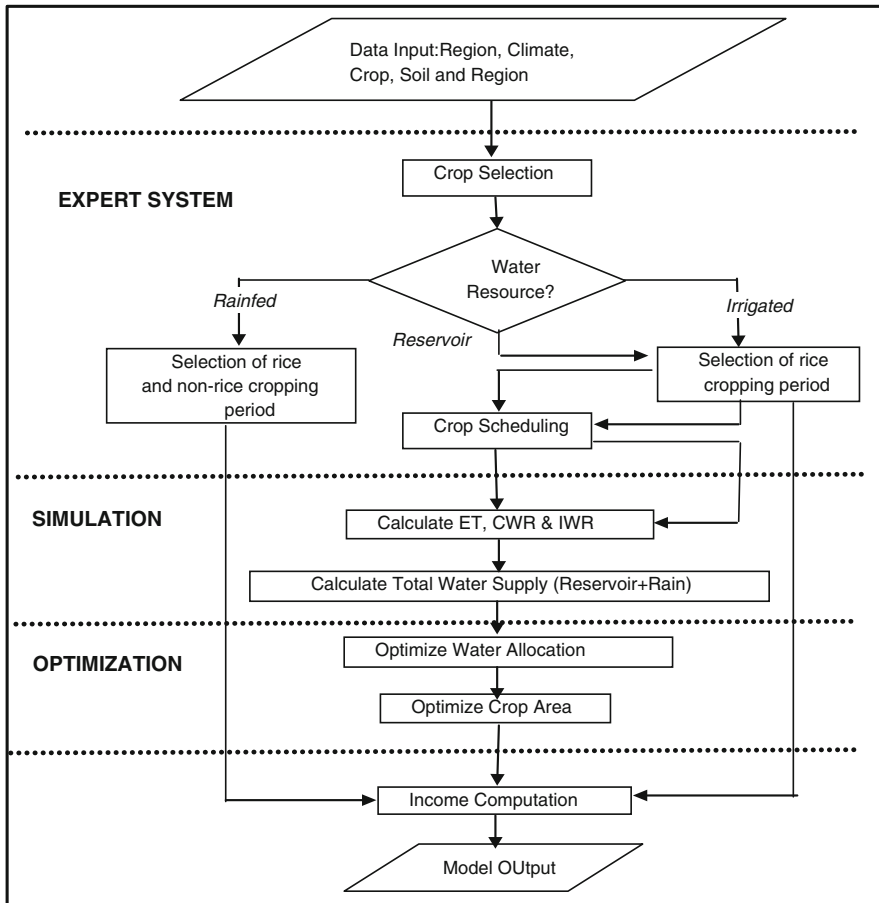 Data Input:Region, Climate,
Crop, Soil and Region
Crop Selection
EXPERT SYSTEM
Water
Resource?
Rainfed
Irrigated
Reservoir
Selection of rice
and non-rice cropping
period
Selection of rice
cropping period
Crop Scheduling
SIMULATION
Calculate ET, CWR & IWR
Calculate Total Water Supply (Reservoir+Rain)
OPTIMIZATION
Optimize Water Allocation
Optimize Crop Area
Income Computation
Model OUtput